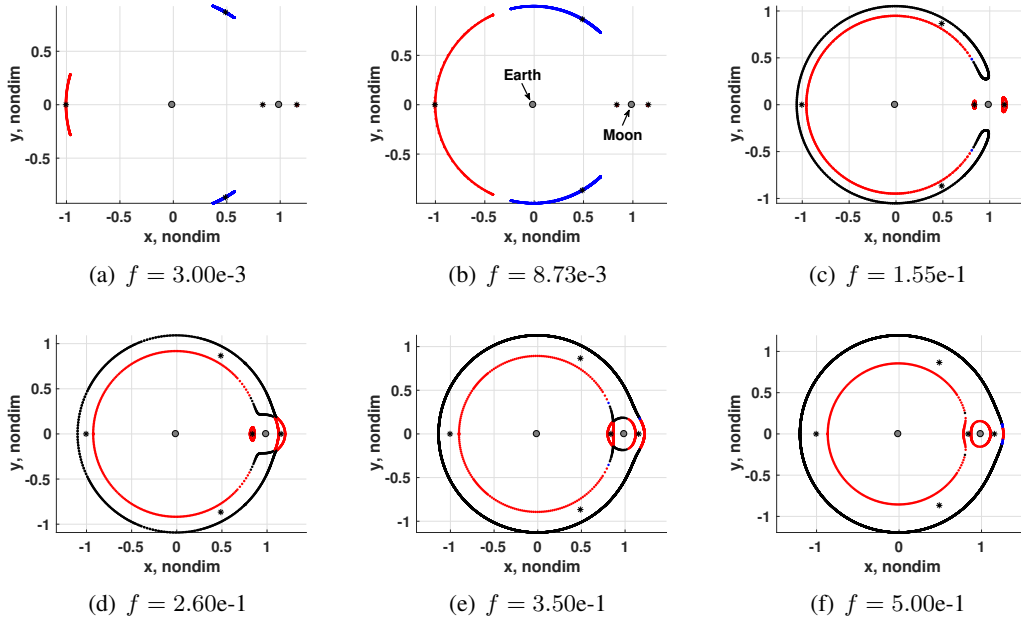 0.5
0
-0.5
y, nondim
-1 -0.5 0 0.5 1
x, nondim
(a) f = 3.00e-3
0.5
0
-0.5
y, nondim
Earth
Moon
-1 -0.5 0 0.5 1
x, nondim
(b) f = 8.73e-3
1
0.5
0
-0.5
-1
y, nondim
-1 -0.5 0 0.5 1
x, nondim
(c) f = 1.55e-1
1
0.5
0
-0.5
-1
y, nondim
-1 -0.5 0 0.5 1
x, nondim
(d) f = 2.60e-1
1
0.5
0
-0.5
-1
y, nondim
-1 -0.5 0 0.5 1
x, nondim
(e) f = 3.50e-1
1
0.5
0
-0.5
-1
y, nondim
-1 -0.5 0 0.5 1
x, nondim
(f) f = 5.00e-1